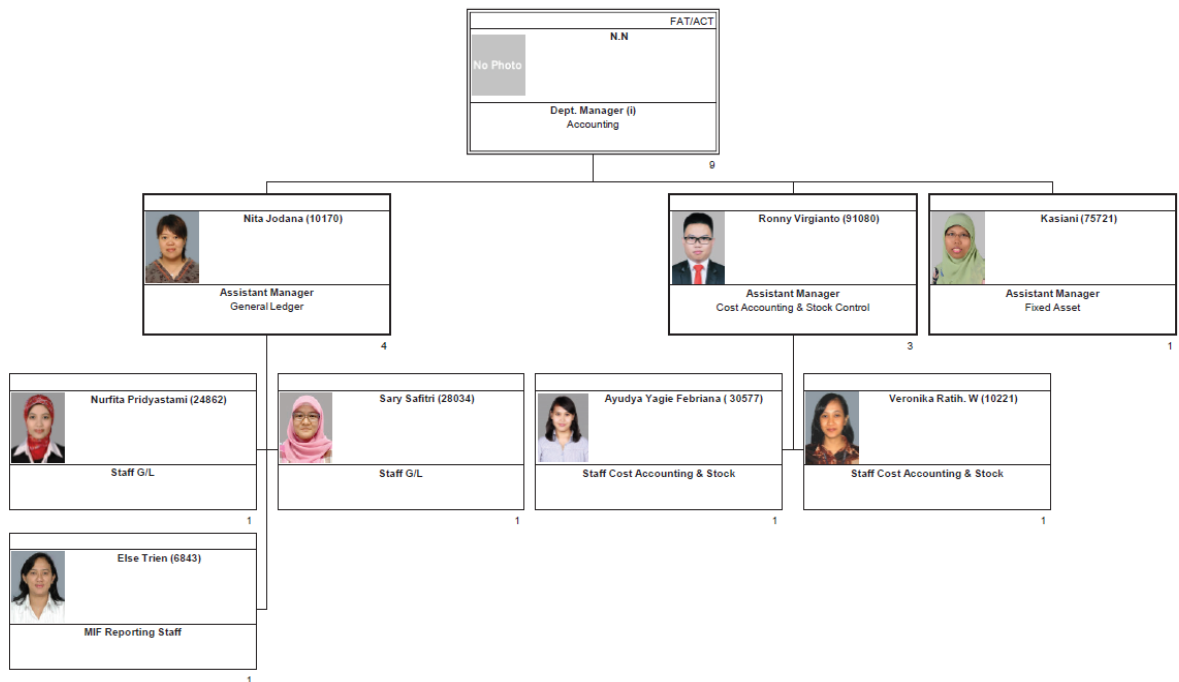 FAT/ACT
N.N
No Photo
Dept. Manager (i)
Accounting
9
Nita Jodana (10170)
Assistant Manager
General Ledger
4
Ronny Virgianto (91080)
Assistant Manager
Cost Accounting & Stock Control
3
Kasiani (75721)
Assistant Manager
Fixed Asset
1
Nurfita Pridyastami (24862)
Staff G/L
1
Sary Safitri (28034)
Staff G/L
1
Ayudya Yagie Febriana ( 30577)
Staff Cost Accounting & Stock
1
Veronika Ratih. W (10221)
Staff Cost Accounting & Stock
1
Else Trien (6843)
MIF Reporting Staff
1